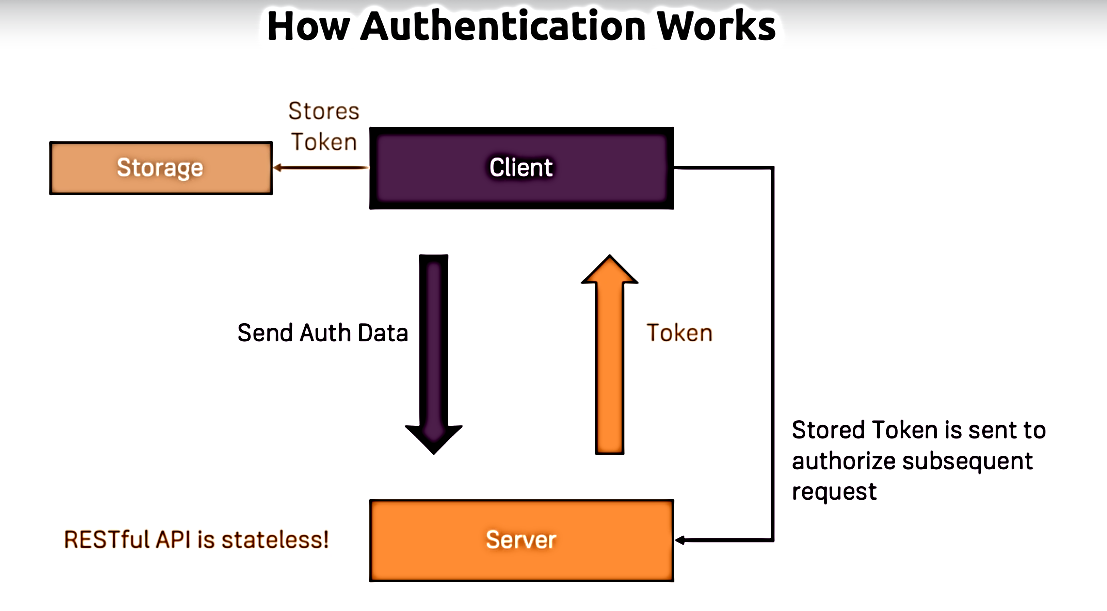 How Authentication Works
Stores
Token
Storage
Client
Send Auth Data
Token
Stored Token is sent to
authorize subsequent
request
RESTful API is stateless!
Server